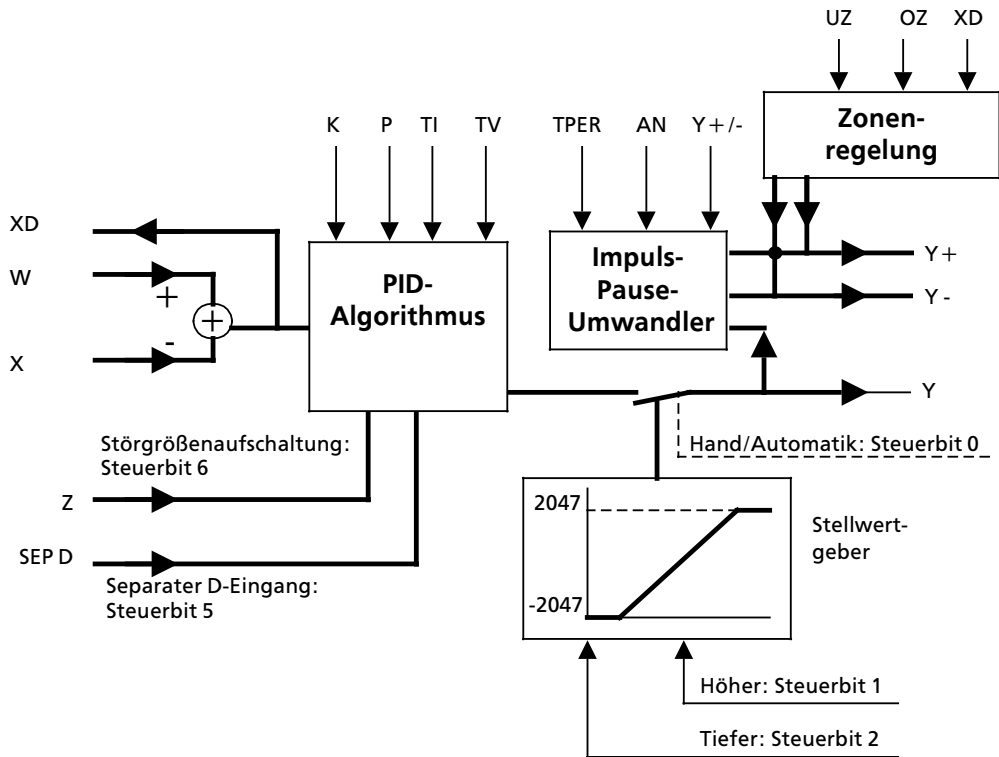 UZ OZ XD
Zonen-
regelung
K P TI TV
TPER AN Y+/-
XD
W
X
+
+
-
PID-
Algorithmus
Impuls-
Pause-
Umwandler
Y+
Y-
Y
Störgrößenaufschaltung:
Steuerbit 6
Z
SEP D
Separater D-Eingang:
Steuerbit 5
Hand/Automatik: Steuerbit 0
2047
-2047
Stellwert-
geber
Höher: Steuerbit 1
Tiefer: Steuerbit 2